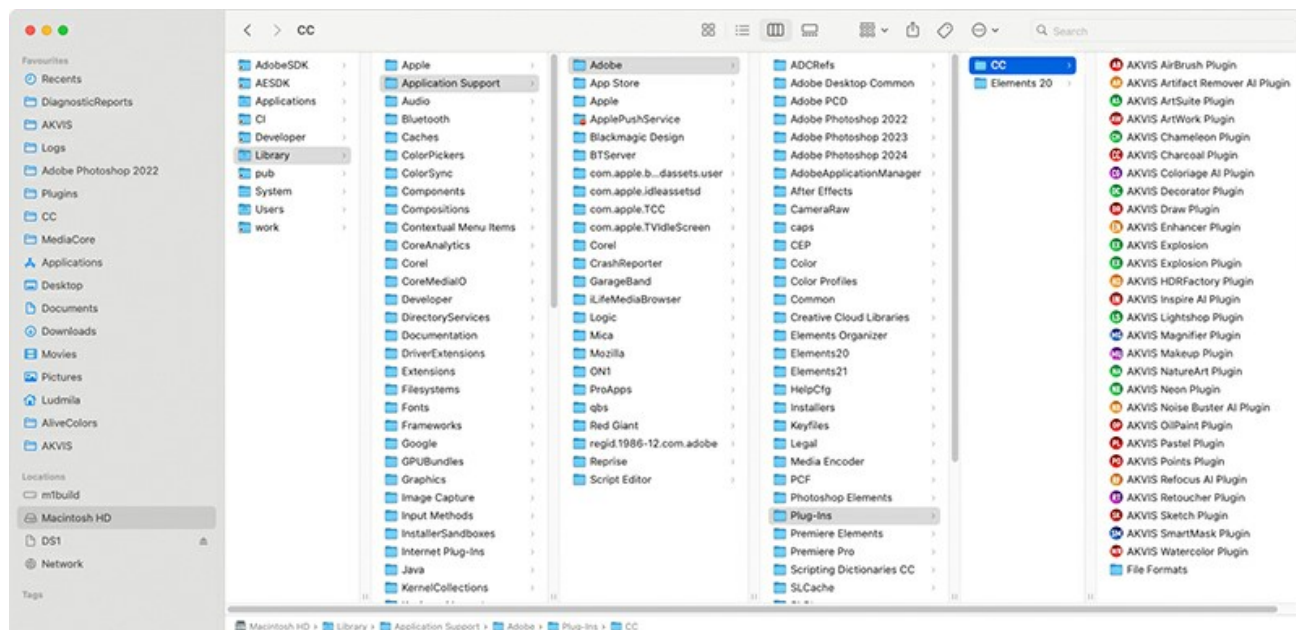 CC
Search
Favourites
Recents
DiagnosticReports
AKVIS
Logs
Adobe Photoshop 2022
Plugins
CC
MediaCore
Applications
Desktop
Documents
Downloads
Movies
Pictures
Ludmila
AliveColors
AKVIS
Locations
m1build
Macintosh HD
DS1
Network
Tags
AdobeSDK
AESDK
Applications
CI
Developer
Library
pub
System
Users
work
Apple
Application Support
Audio
Bluetooth
Caches
ColorPickers
ColorSync
Components
Compositions
Contextual Menu Items
CoreAnalytics
Corel
CoreMediaIO
Developer
DirectoryServices
Documentation
DriverExtensions
Extensions
Filesystems
Fonts
Frameworks
Google
GPUBundles
Graphics
Image Capture
Input Methods
InstallerSandboxes
Internet Plug-Ins
Java
KernelCollections
Adobe
App Store
Apple
ApplePushService
Blackmagic Design
BTServer
com.apple.b...dassets.user
com.apple.idleassetsd
com.apple.TCC
com.apple.TVIdleScreen
Corel
CrashReporter
GarageBand
iLifeMediaBrowser
Logic
Mica
Mozilla
ON1
ProApps
qbs
Red Giant
regid.1986-12.com.adobe
Reprise
Script Editor
ADCRefs
Adobe Desktop Common
Adobe PCD
Adobe Photoshop 2022
Adobe Photoshop 2023
Adobe Photoshop 2024
AdobeApplicationManager
After Effects
CameraRaw
caps
CEP
Color
Color Profiles
Common
Creative Cloud Libraries
Elements Organizer
Elements20
Elements21
HelpCfg
Installers
Keyfiles
Legal
Media Encoder
PCF
Photoshop Elements
Plug-Ins
Premiere Elements
Premiere Pro
Scripting Dictionaries CC
SLCache
CC
Elements 20
AKVIS AirBrush Plugin
AKVIS Artifact Remover AI Plugin
AKVIS ArtSuite Plugin
AKVIS ArtWork Plugin
AKVIS Chameleon Plugin
AKVIS Charcoal Plugin
AKVIS Coloriage AI Plugin
AKVIS Decorator Plugin
AKVIS Draw Plugin
AKVIS Enhancer Plugin
AKVIS Explosion
AKVIS Explosion Plugin
AKVIS HDRFactory Plugin
AKVIS Inspire AI Plugin
AKVIS Lightshop Plugin
AKVIS Magnifier Plugin
AKVIS Makeup Plugin
AKVIS NatureArt Plugin
AKVIS Neon Plugin
AKVIS Noise Buster AI Plugin
AKVIS OilPaint Plugin
AKVIS Pastel Plugin
AKVIS Points Plugin
AKVIS Refocus AI Plugin
AKVIS Retoucher Plugin
AKVIS Sketch Plugin
AKVIS SmartMask Plugin
AKVIS Watercolor Plugin
File Formats
Macintosh HD › Library › Application Support › Adobe › Plug-Ins › CC